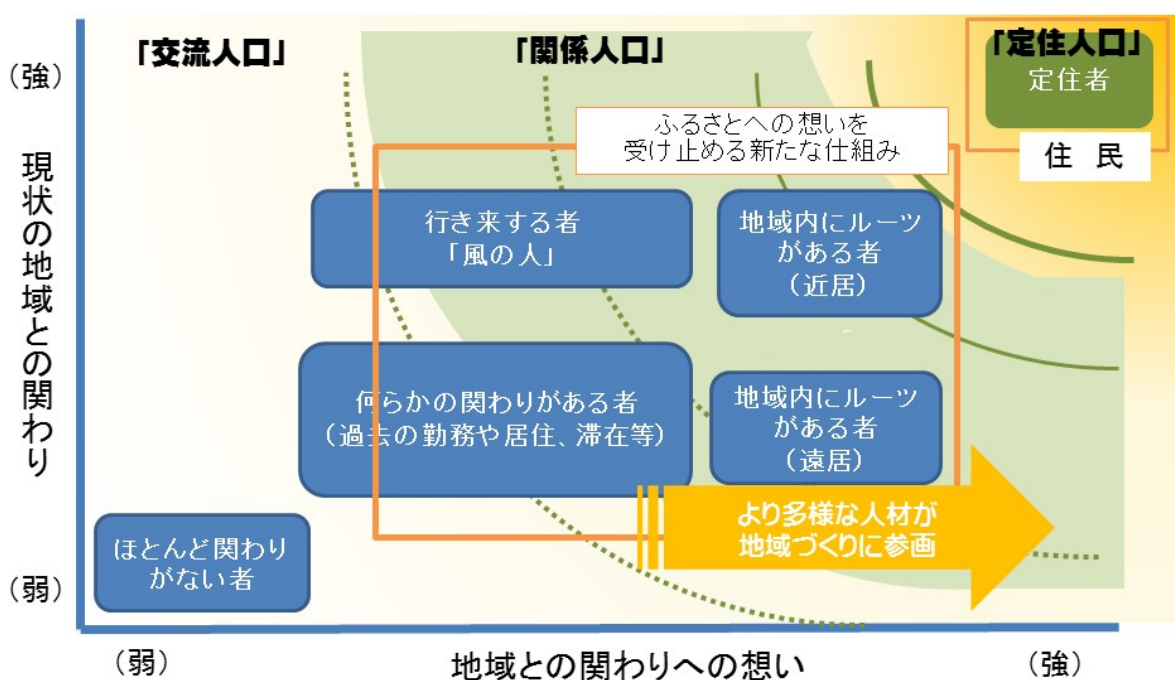 「交流人口」
「関係人口」
「定住人口」
定住者
住 民
（強）
現状の地域との関わり
（弱）
ふるさとへの想いを
受け止める新たな仕組み
行き来する者
「風の人」
地域内にルーツ
がある者
（近居）
何らかの関わりがある者
（過去の勤務や居住、滞在等）
地域内にルーツ
がある者
（遠居）
より多様な人材が
地域づくりに参画
ほとんど関わり
がない者
（弱）
地域との関わりへの想い
（強）